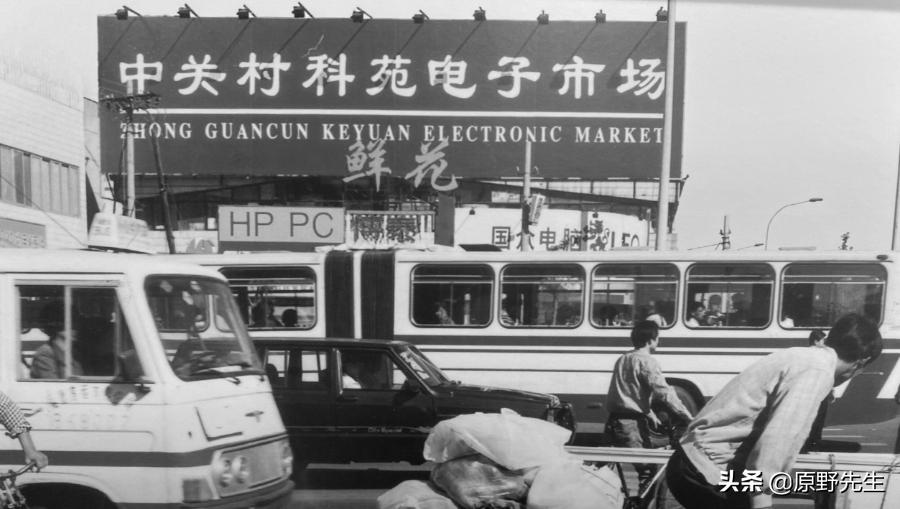 中关村科苑电子市场
ZHONG GUANCUN KEYUAN ELECTRONIC MARKET
鲜花
HP PC
头条 @原野先生